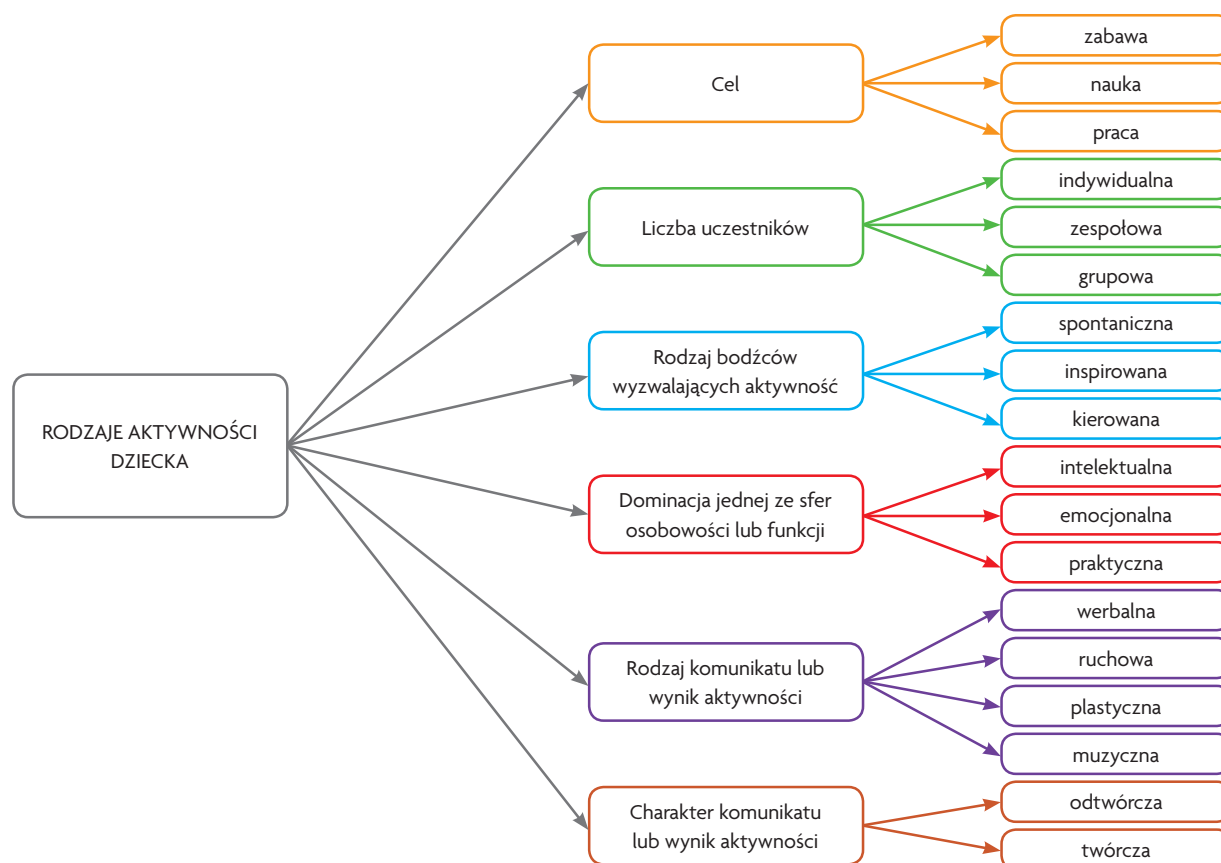 RODZAJE AKTYWNOŚCI
DZIECKA
Cel
zabawa
nauka
praca
Liczba uczestników
indywidualna
zespołowa
grupowa
Rodzaj bodźców
wyzwalających aktywność
spontaniczna
inspirowana
kierowana
Dominacja jednej ze sfer
osobowości lub funkcji
intelektualna
emocjonalna
praktyczna
Rodzaj komunikatu lub
wynik aktywności
werbalna
ruchowa
plastyczna
muzyczna
Charakter komunikatu
lub wynik aktywności
odtwórcza
twórcza